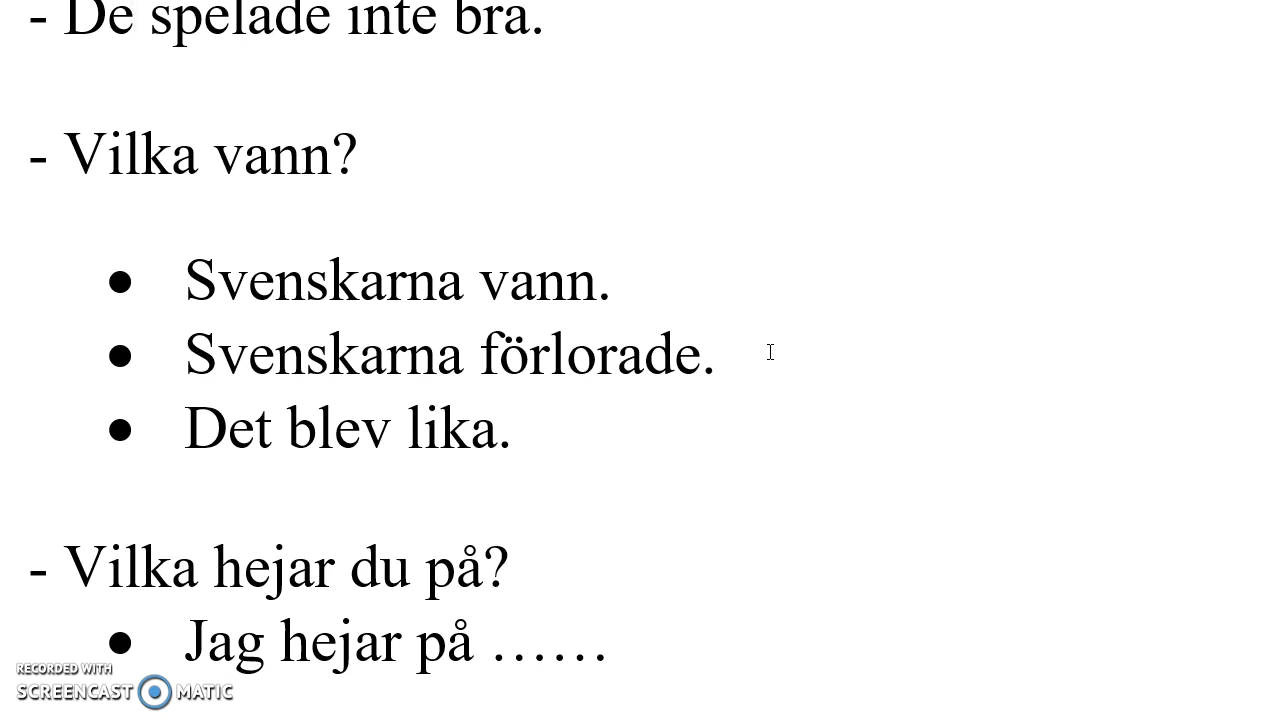 - De spelade inte bra.
- Vilka vann?
• Svenskarna vann.
• Svenskarna förlorade.
• Det blev lika.
- Vilka hejar du på?
• Jag hejar på ......
RECORDED WITH
SCREENCAST MATIC